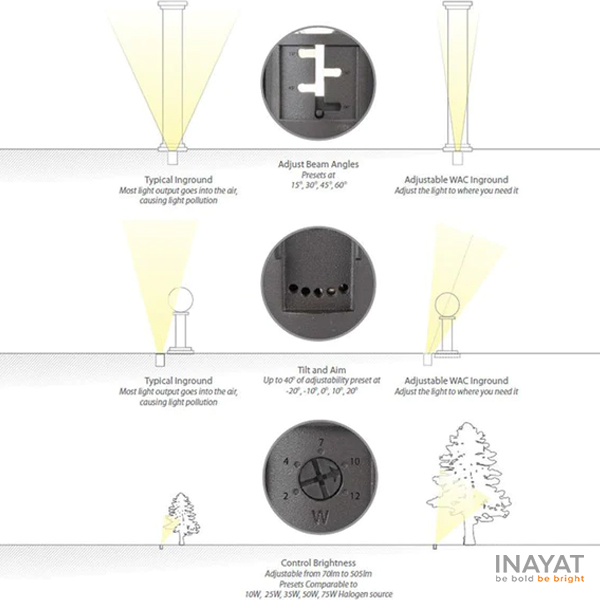 Typical Inground
Most light output goes into the air,
causing light pollution
Adjust Beam Angles
Presets at
15°, 30°, 45°, 60°
Adjustable WAC Inground
Adjust the light to where you need it
Typical Inground
Most light output goes into the air,
causing light pollution
Tilt and Aim
Up to 40° of adjustability preset at
-20°, -10°, 0°, 10°, 20°
Adjustable WAC Inground
Adjust the light to where you need it
7
4 10
2 12
W
Control Brightness
Adjustable from 70lm to 505lm
Presets Comparable to
10W, 25W, 35W, 50W, 75W Halogen source
INAYAT
be bold be bright